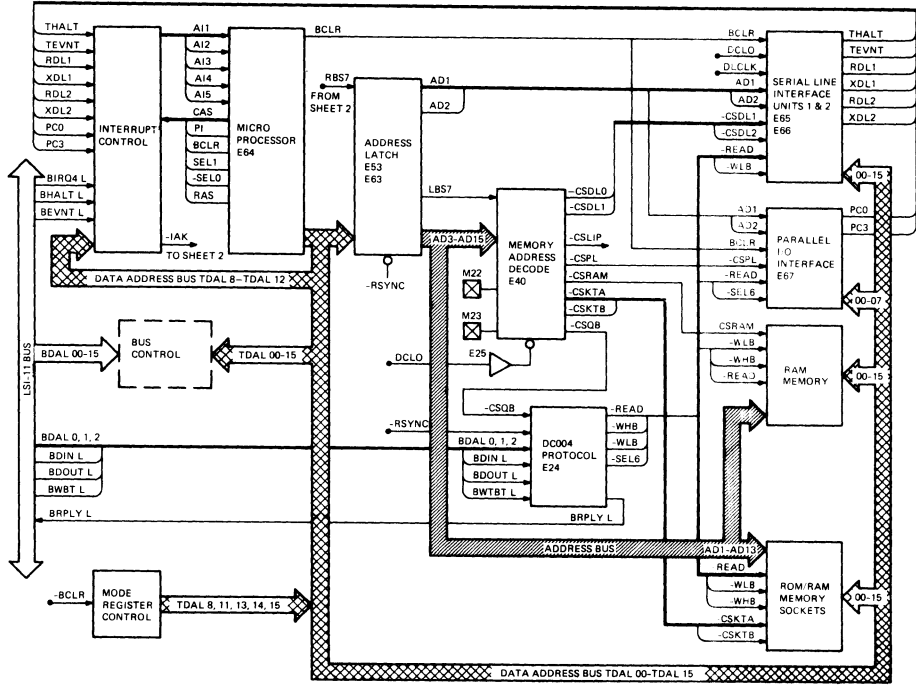 THALT
TEVNT
RDL1
XDL1
RDL2
XDL2
PC0
PC3
BIRQ4 L
BHALT L
BEVNT L
INTERRUPT
CONTROL
-IAK
TO SHEET 2
AI1
AI2
AI3
AI4
AI5
CAS
PI
BCLR
SEL1
-SEL0
RAS
MICRO
PROCESSOR
E64
BCLR
RBS7
FROM
SHEET 2
ADDRESS
LATCH
E53
E63
-RSYNC
AD1
AD2
LBS7
AD3-AD15
MEMORY
ADDRESS
DECODE
E40
M22
M23
DCLO
E25
-CSDL0
-CSDL1
-CSLIP
-CSPL
-CSRAM
-CSKTA
-CSKTB
-CSQB
BCLR
DCLO
DLCLK
AD1
AD2
-CSDL1
-CSDL2
-READ
-WLB
SERIAL LINE
INTERFACE
UNITS 1 & 2
E65
E66
THALT
TEVNT
RDL1
XDL1
RDL2
XDL2
00-15
AD1
AD2
BCLR
-CSPL
-READ
-SEL6
PARALLEL
I/O
INTERFACE
E67
PC0
PC3
00-07
CSRAM
-WLB
-WHB
-READ
RAM
MEMORY
00-15
DATA ADDRESS BUS TDAL 8-TDAL 12
LSI-11 BUS
BDAL 00-15
BUS
CONTROL
TDAL 00-15
-CSQB
-RSYNC
BDAL 0, 1, 2
BDIN L
BDOUT L
BWBT L
BRPLY L
BDAL 0, 1, 2
BDIN L
BDOUT L
BWTBT L
BRPLY L
DC004
PROTOCOL
E24
-READ
-WHB
-WLB
-SEL6
ADDRESS BUS
AD1-AD13
READ
-WLB
-WHB
-CSKTA
-CSKTB
ROM/RAM
MEMORY
SOCKETS
00-15
-BCLR
MODE
REGISTER
CONTROL
TDAL 8, 11, 13, 14, 15
DATA ADDRESS BUS TDAL 00-TDAL 15